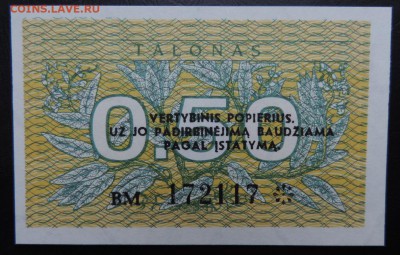 COINS.LAVE.RU
TALONAS
0.50
VERTYBINIS POPIERIUS.
UŽ JO PADIRBINĖJIMĄ BAUDŽIAMA
PAGAL ĮSTATYMĄ.
BM 172117